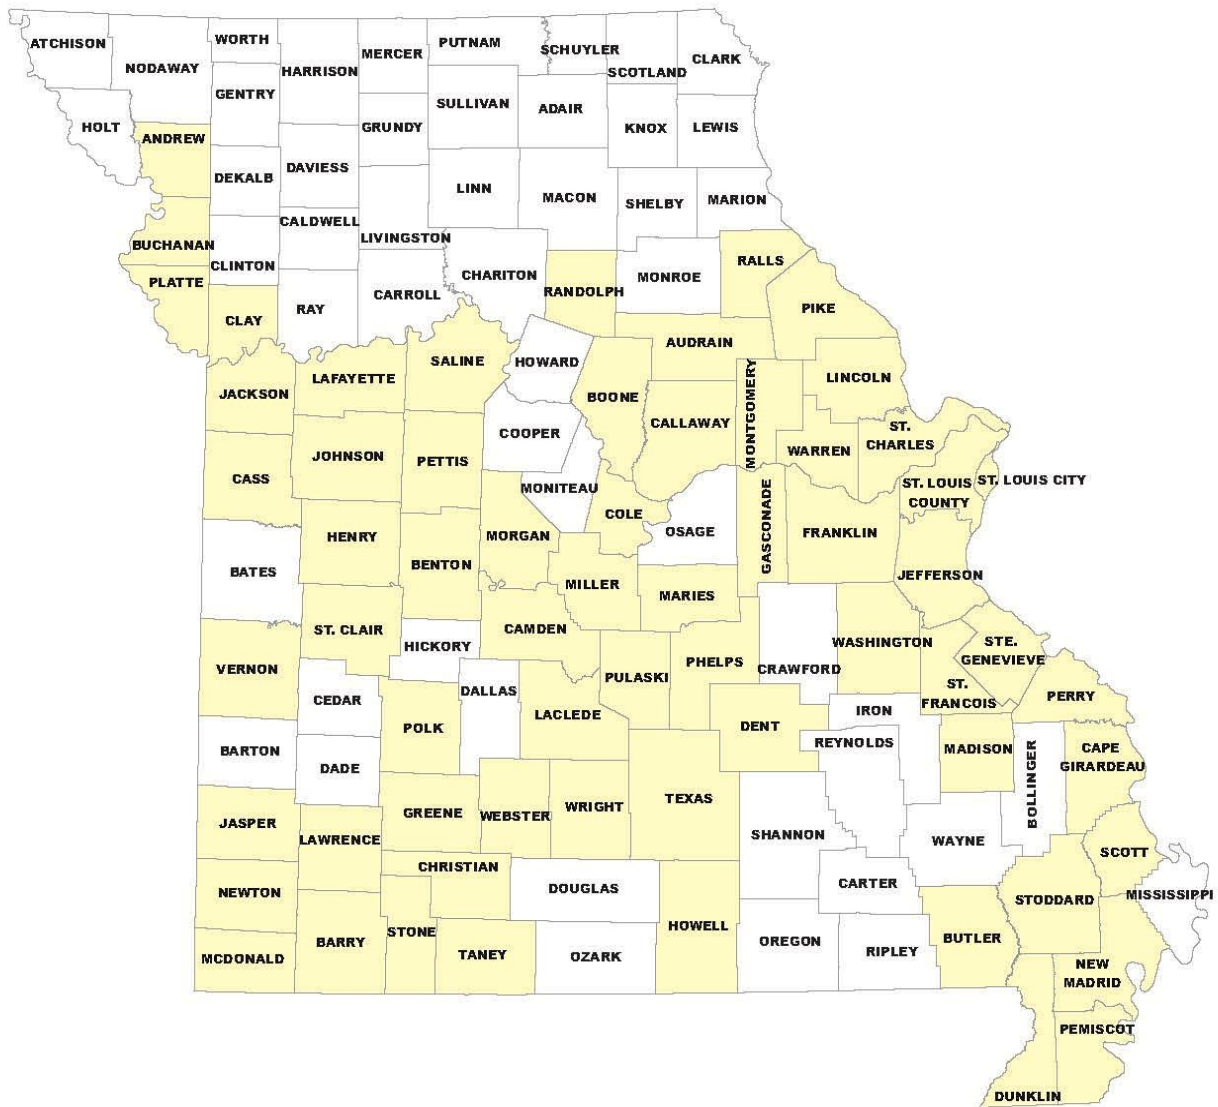 ATCHISON
NODAWAY
WORTH
HARRISON
MERCER
PUTNAM
SCHUYLER
SCOTLAND
CLARK
HOLT
ANDREW
GENTRY
GRUNDY
SULLIVAN
ADAIR
KNOX
LEWIS
DEKALB
DAVIESS
LINN
MACON
SHELBY
MARION
BUCHANAN
CLINTON
CALDWELL
LIVINGSTON
CHARITON
RANDOLPH
MONROE
RALLS
PLATTE
CLAY
RAY
CARROLL
PIKE
AUDRAIN
JACKSON
LAFAYETTE
SALINE
HOWARD
BOONE
CALLAWAY
MONTGOMERY
LINCOLN
CASS
JOHNSON
PETTIS
COOPER
MONITEAU
WARREN
ST.
CHARLES
ST. LOUIS
COUNTY
ST. LOUIS CITY
BATES
HENRY
BENTON
MORGAN
COLE
OSAGE
GASCONADE
FRANKLIN
JEFFERSON
MILLER
MARIES
VERNON
ST. CLAIR
HICKORY
CAMDEN
PULASKI
PHELPS
CRAWFORD
WASHINGTON
STE.
GENEVIEVE
ST.
FRANCOIS
PERRY
CEDAR
POLK
DALLAS
LACLEDE
DENT
IRON
REYNOLDS
MADISON
BOLLINGER
CAPE
GIRARDEAU
BARTON
DADE
GREENE
WEBSTER
WRIGHT
TEXAS
SHANNON
WAYNE
SCOTT
JASPER
LAWRENCE
CHRISTIAN
DOUGLAS
CARTER
STODDARD
MISSISSIPPI
NEWTON
MCDONALD
BARRY
STONE
TANEY
OZARK
HOWELL
OREGON
RIPLEY
BUTLER
NEW
MADRID
PEMISCOT
DUNKLIN